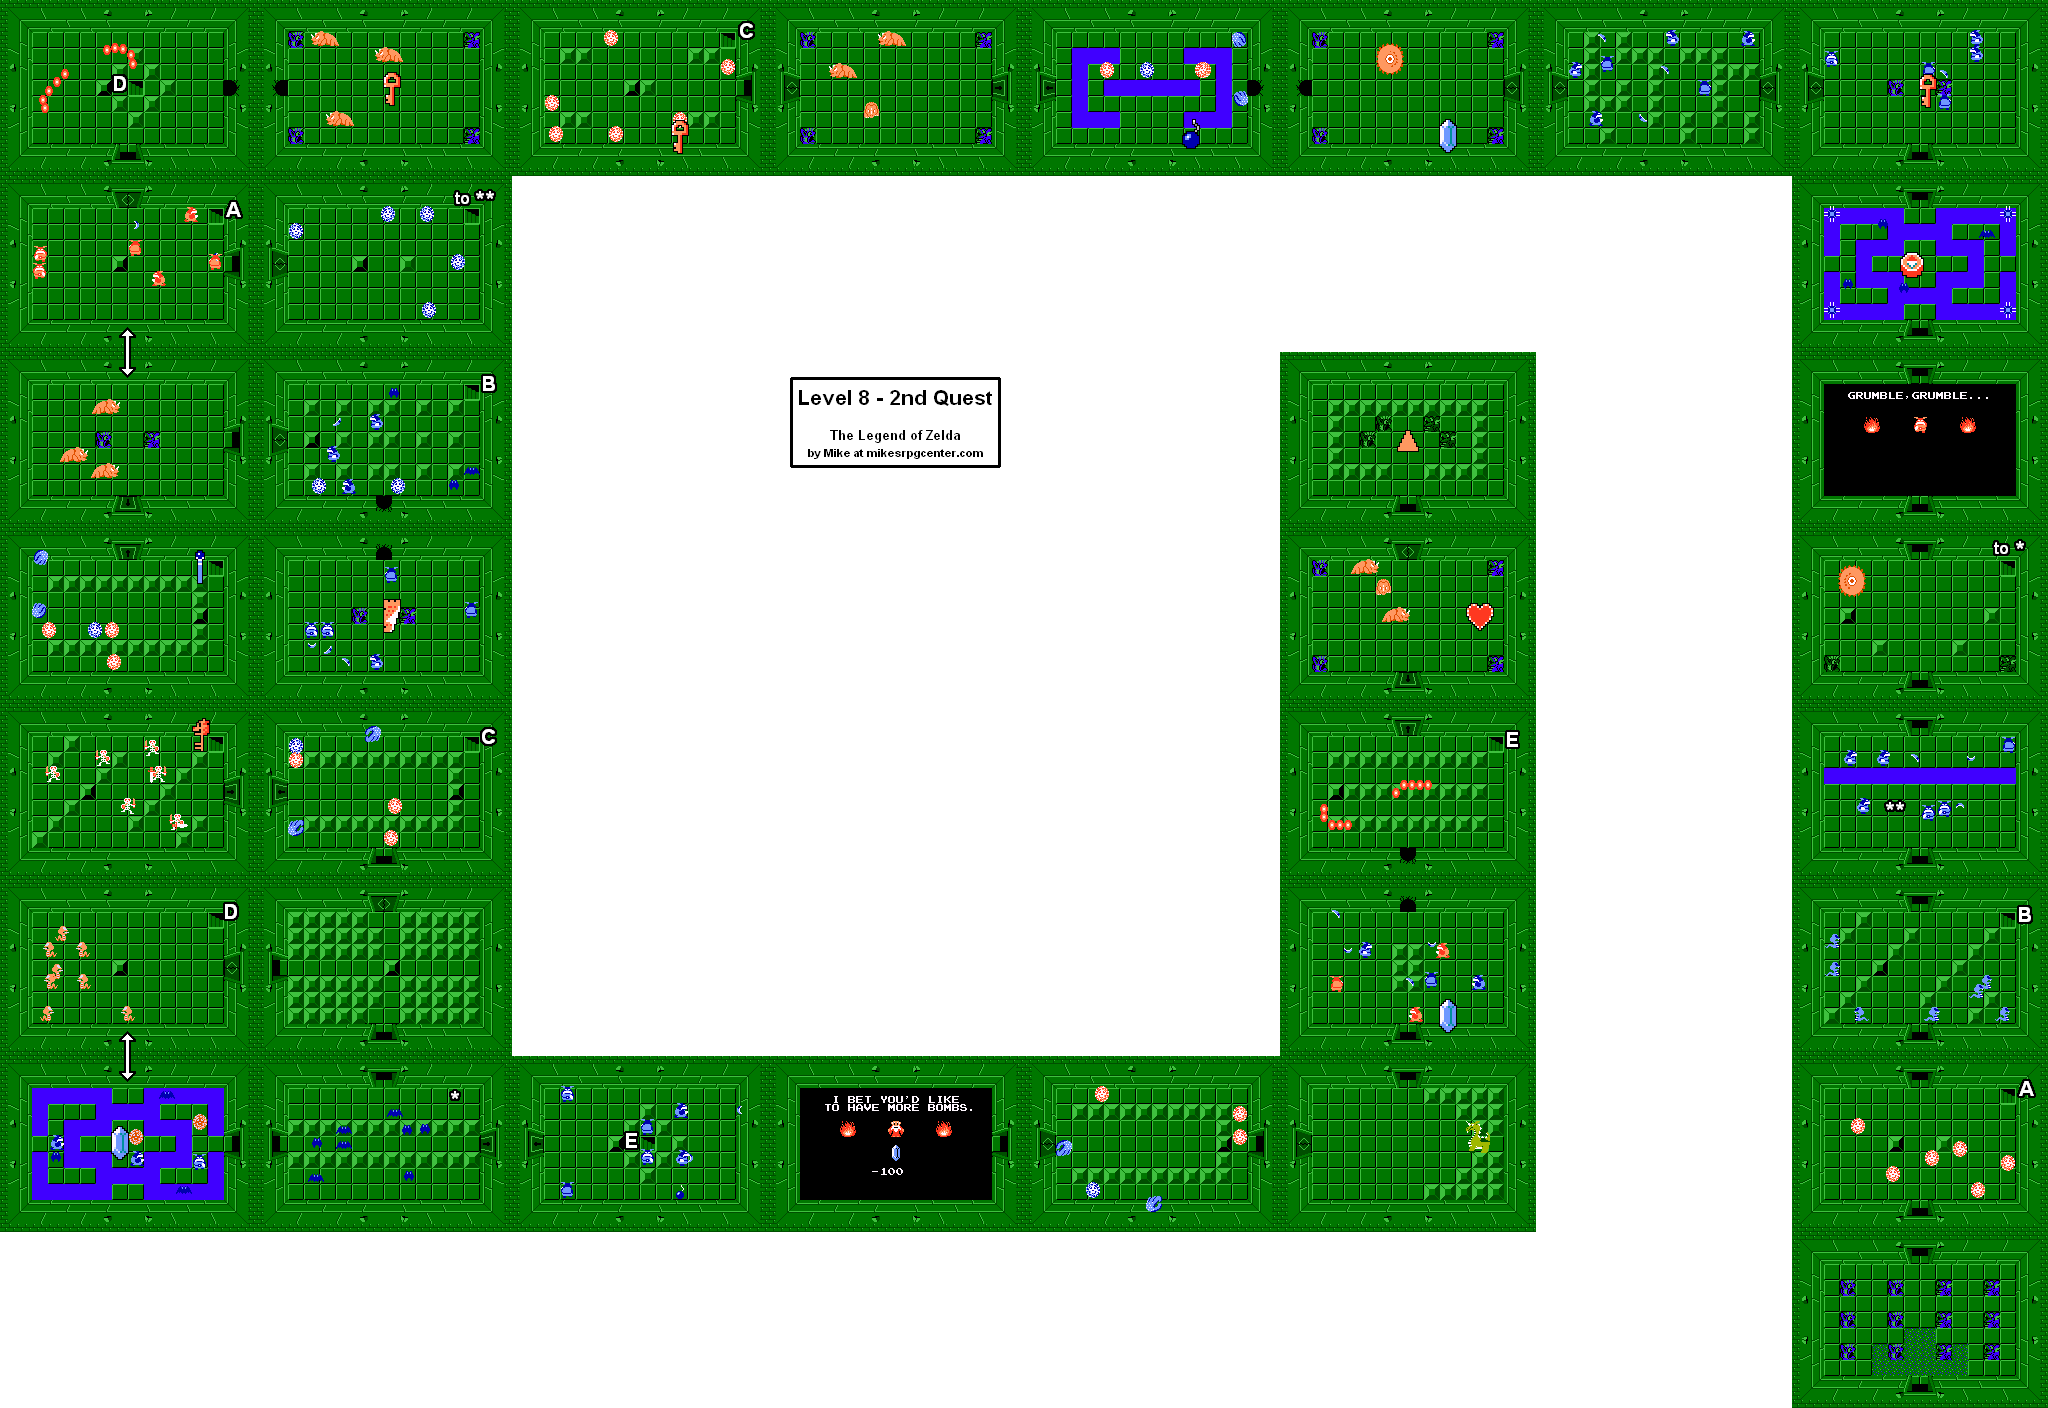 C
D
to **
A
B
Level 8 - 2nd Quest
The Legend of Zelda
by Mike at mikesrpgcenter.com
GRUMBLE,GRUMBLE...
to *
C
E
**
D
B
*
I BET YOU'D LIKE
TO HAVE MORE BOMBS.
E
-100
A